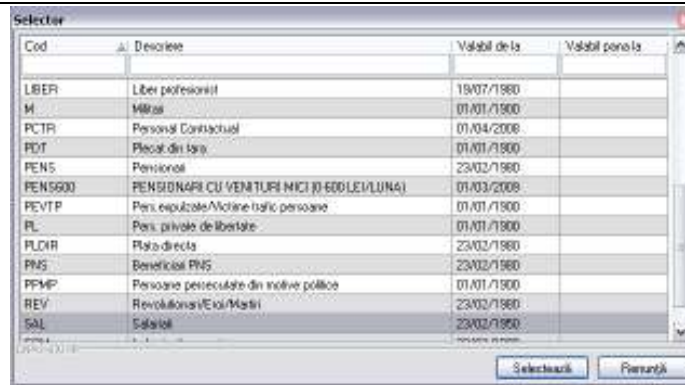 Selector
Cod Descriere Valabil de la Valabil pana la
LIBER Liber profesionist 19/07/1980
M Militari 01/01/1900
PCTR Personal Contractual 01/04/2008
PDT Plecat din tara 01/01/1900
PENS Pensionari 23/02/1980
PENS600 PENSIONARI CU VENITURI MICI (0-600 LEI/LUNA) 01/03/2009
PEVTP Pers. expulzate/Victime trafic persoane 01/01/1900
PL Pers. private de libertate 01/01/1900
PLDIR Plata directa 23/02/1980
PNS Beneficiari PNS 23/02/1980
PPMP Persoane persecutate din motive politice 01/01/1900
REV Revolutionari/Eroi/Martiri 23/02/1980
SAL Salariati 23/02/1950
Selectează Renunţă